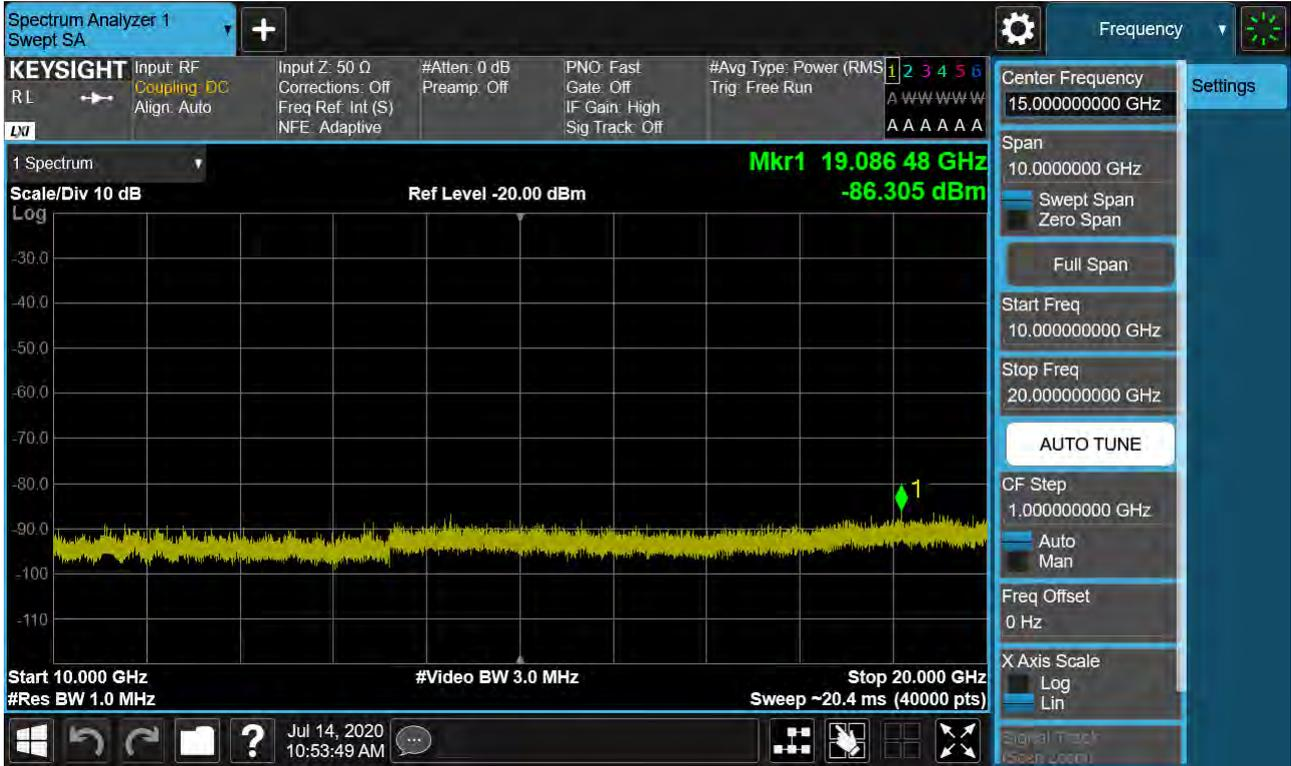 Spectrum Analyzer 1
Swept SA
Frequency
KEYSIGHT
RL
LXI
Input: RF
Coupling: DC
Align: Auto
Input Z: 50 Ω
Corrections: Off
Freq Ref: Int (S)
NFE: Adaptive
#Atten: 0 dB
Preamp: Off
PNO: Fast
Gate: Off
IF Gain: High
Sig Track: Off
#Avg Type: Power (RMS
Trig: Free Run
1 2 3 4 5 6
A W W W W W
A A A A A A
1 Spectrum
Mkr1 19.086 48 GHz
-86.305 dBm
Scale/Div 10 dB
Ref Level -20.00 dBm
Log
-30.0
-40.0
-50.0
-60.0
-70.0
-80.0
-90.0
-100
-110
1
Start 10.000 GHz
#Video BW 3.0 MHz
Stop 20.000 GHz
#Res BW 1.0 MHz
Sweep ~20.4 ms (40000 pts)
Jul 14, 2020
10:53:49 AM
Center Frequency
15.000000000 GHz
Settings
Span
10.0000000 GHz
Swept Span
Zero Span
Full Span
Start Freq
10.000000000 GHz
Stop Freq
20.000000000 GHz
AUTO TUNE
CF Step
1.000000000 GHz
Auto
Man
Freq Offset
0 Hz
X Axis Scale
Log
Lin
Signal Track
(Span Zoom)